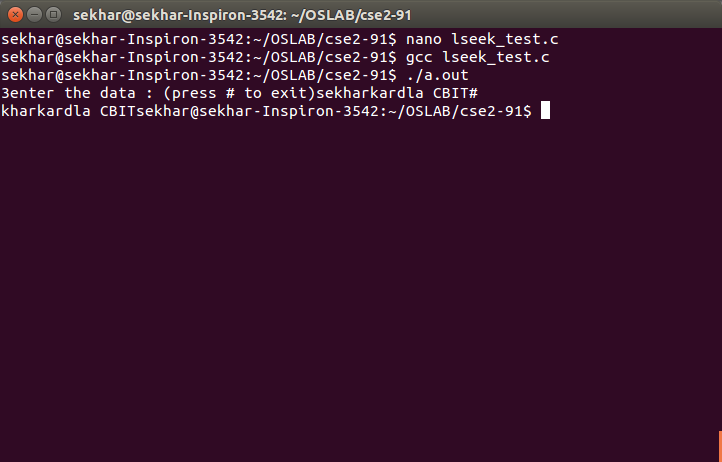 sekhar@sekhar-Inspiron-3542: ~/OSLAB/cse2-91
sekhar@sekhar-Inspiron-3542:~/OSLAB/cse2-91$ nano lseek_test.c
sekhar@sekhar-Inspiron-3542:~/OSLAB/cse2-91$ gcc lseek_test.c
sekhar@sekhar-Inspiron-3542:~/OSLAB/cse2-91$ ./a.out
3enter the data : (press # to exit)sekharkardla CBIT#
kharkardla CBITsekhar@sekhar-Inspiron-3542:~/OSLAB/cse2-91$